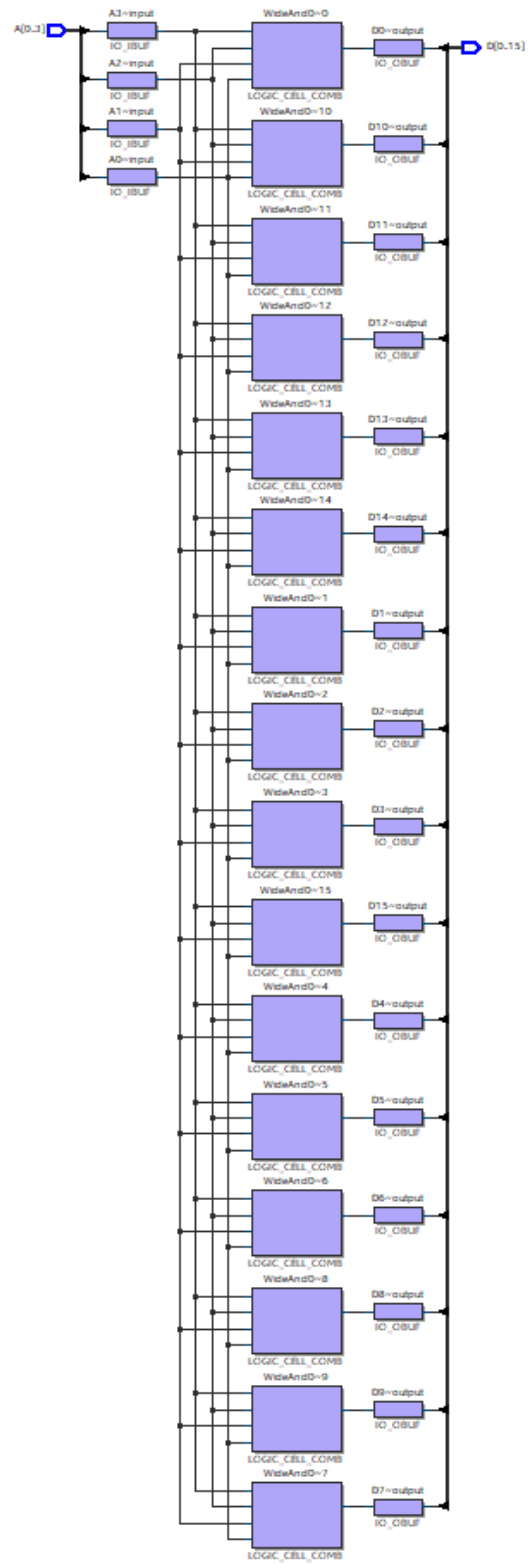 A[0..3]
A3~input
IO_IBUF
A2~input
IO_IBUF
A1~input
IO_IBUF
A0~input
IO_IBUF
WideAnd0~0
LOGIC_CELL_COMB
D0~output
IO_OBUF
D[0..15]
WideAnd0~10
LOGIC_CELL_COMB
D10~output
IO_OBUF
WideAnd0~11
LOGIC_CELL_COMB
D11~output
IO_OBUF
WideAnd0~12
LOGIC_CELL_COMB
D12~output
IO_OBUF
WideAnd0~13
LOGIC_CELL_COMB
D13~output
IO_OBUF
WideAnd0~14
LOGIC_CELL_COMB
D14~output
IO_OBUF
WideAnd0~1
LOGIC_CELL_COMB
D1~output
IO_OBUF
WideAnd0~2
LOGIC_CELL_COMB
D2~output
IO_OBUF
WideAnd0~3
LOGIC_CELL_COMB
D3~output
IO_OBUF
WideAnd0~15
LOGIC_CELL_COMB
D15~output
IO_OBUF
WideAnd0~4
LOGIC_CELL_COMB
D4~output
IO_OBUF
WideAnd0~5
LOGIC_CELL_COMB
D5~output
IO_OBUF
WideAnd0~6
LOGIC_CELL_COMB
D6~output
IO_OBUF
WideAnd0~8
LOGIC_CELL_COMB
D8~output
IO_OBUF
WideAnd0~9
LOGIC_CELL_COMB
D9~output
IO_OBUF
WideAnd0~7
LOGIC_CELL_COMB
D7~output
IO_OBUF